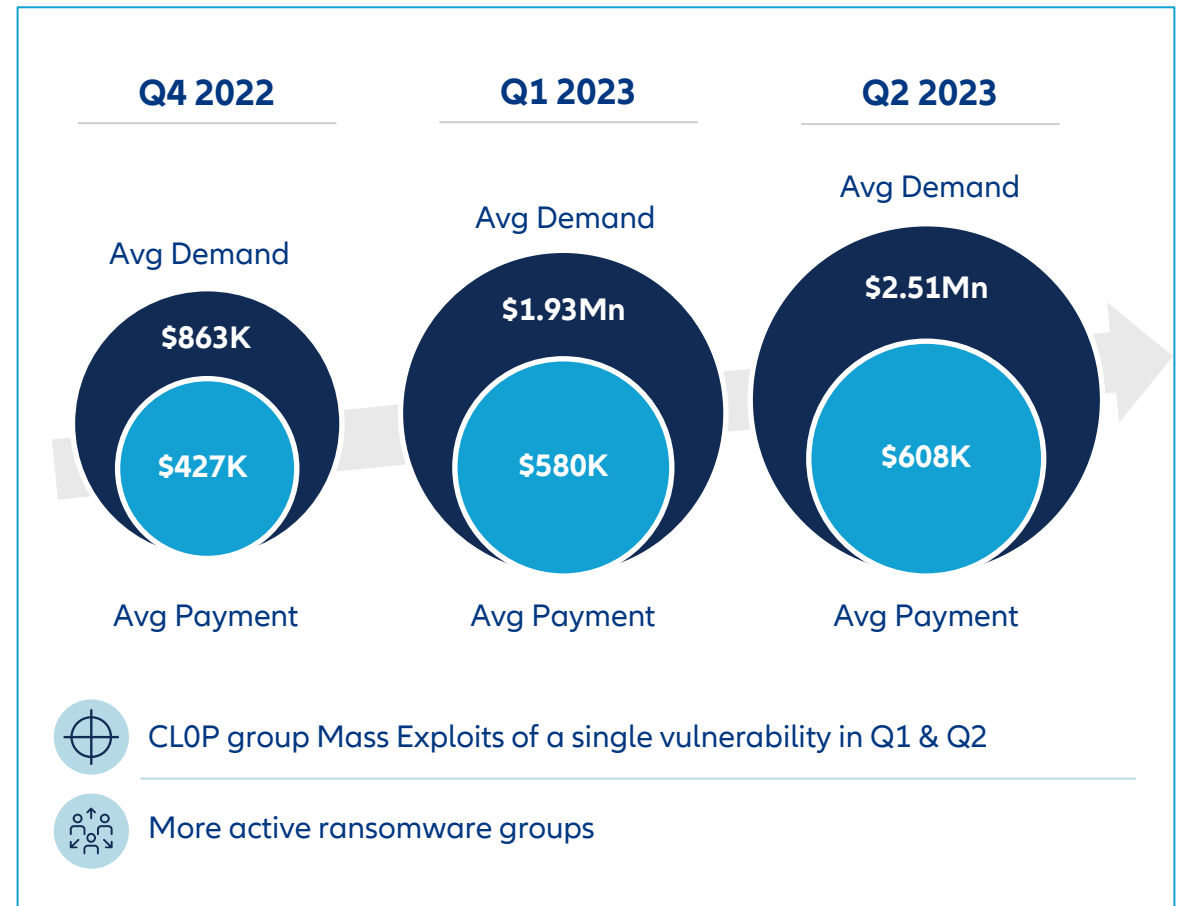 Q4 2022
Q1 2023
Q2 2023
Avg Demand
Avg Demand
Avg Demand
$863K
$1.93Mn
$2.51Mn
$427K
$580K
$608K
Avg Payment
Avg Payment
Avg Payment
CL0P group Mass Exploits of a single vulnerability in Q1 & Q2
More active ransomware groups